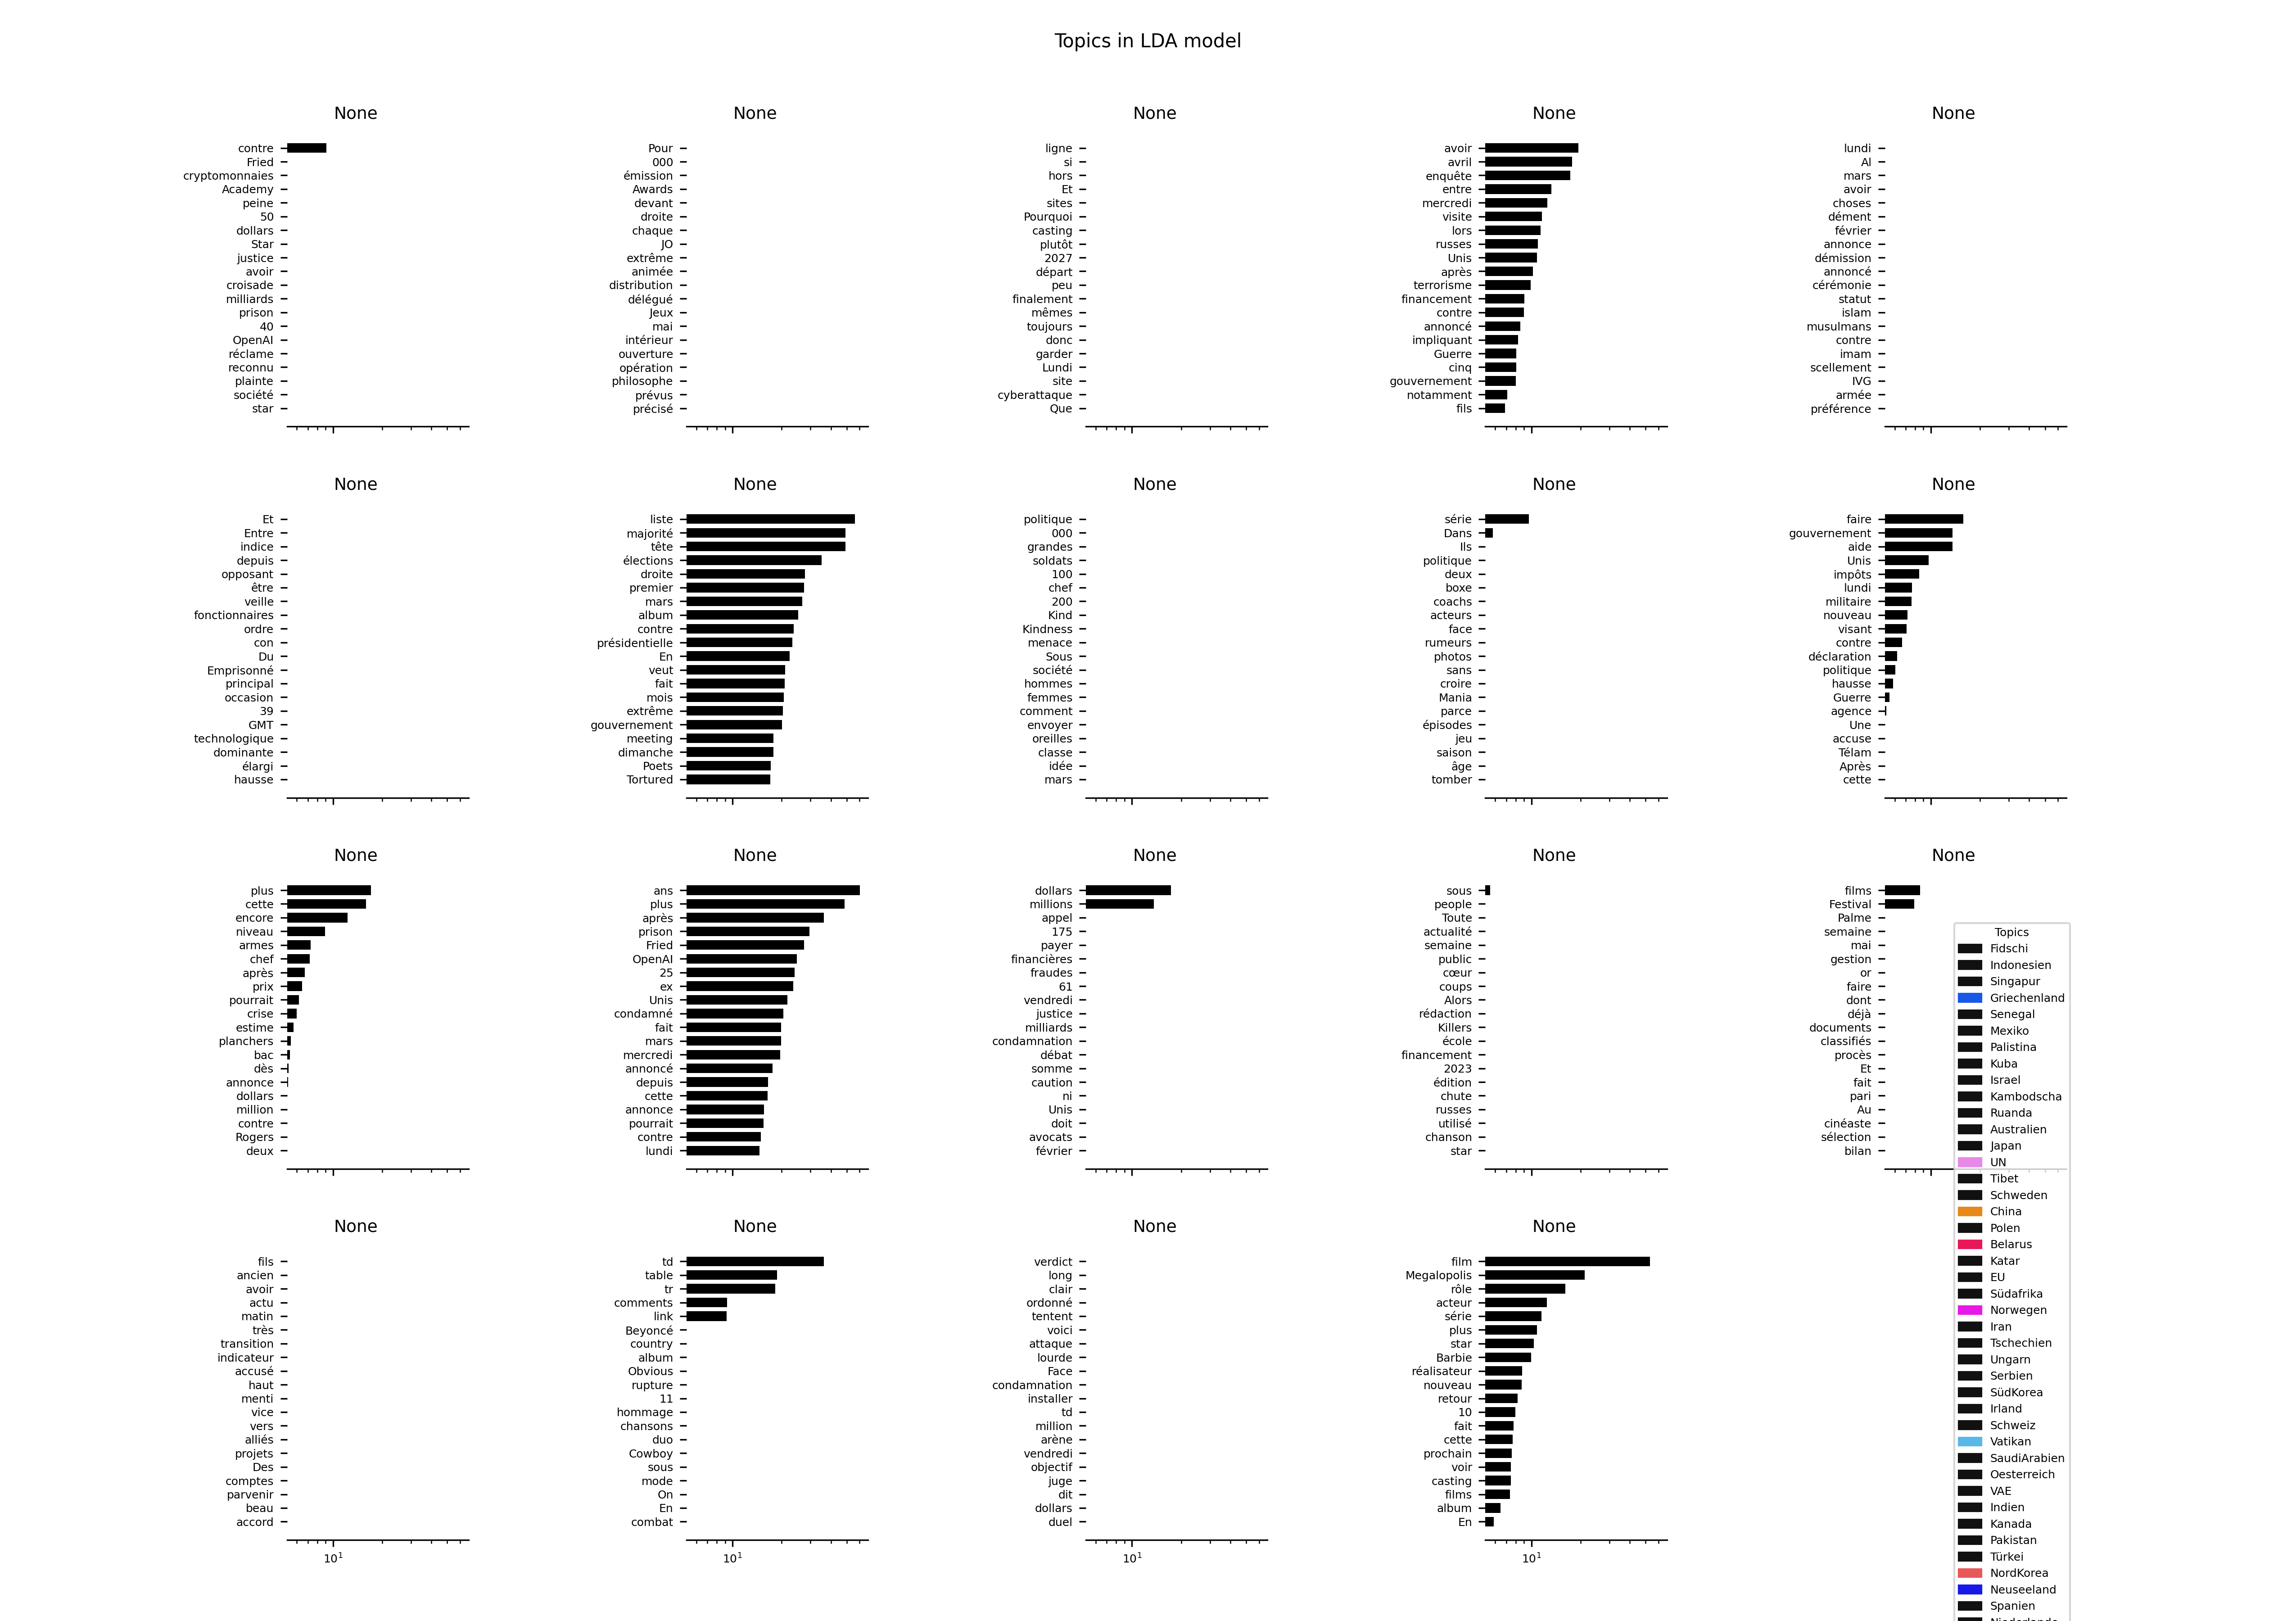 Topics in LDA model
None
contre
Fried
cryptomonnaies
Academy
peine
50
dollars
Star
justice
avoir
croisade
milliards
prison
40
OpenAI
réclame
reconnu
plainte
société
star
None
Pour
000
émission
Awards
devant
droite
chaque
JO
extrême
animée
distribution
délégué
Jeux
mai
intérieur
ouverture
opération
philosophe
prévus
précisé
None
ligne
si
hors
Et
sites
Pourquoi
casting
plutôt
2027
départ
peu
finalement
mêmes
toujours
donc
garder
Lundi
site
cyberattaque
Que
None
avoir
avril
enquête
entre
mercredi
visite
lors
russes
Unis
après
terrorisme
financement
contre
annoncé
impliquant
Guerre
cinq
gouvernement
notamment
fils
None
lundi
AI
mars
avoir
choses
dément
février
annonce
démission
annoncé
cérémonie
statut
islam
musulmans
contre
imam
scellement
IVG
armée
préférence
None
Et
Entre
indice
depuis
opposant
être
veille
fonctionnaires
ordre
con
Du
Emprisonné
principal
occasion
39
GMT
technologique
dominante
élargi
hausse
None
liste
majorité
tête
élections
droite
premier
mars
album
contre
présidentielle
En
veut
fait
mois
extrême
gouvernement
meeting
dimanche
Poets
Tortured
None
politique
000
grandes
soldats
100
chef
200
Kind
Kindness
menace
Sous
société
hommes
femmes
comment
envoyer
oreilles
classe
idée
mars
None
série
Dans
Ils
politique
deux
boxe
coachs
acteurs
face
rumeurs
photos
sans
croire
Mania
parce
épisodes
jeu
saison
âge
tomber
None
faire
gouvernement
aide
Unis
impôts
lundi
militaire
nouveau
visant
contre
déclaration
politique
hausse
Guerre
agence
Une
accuse
Télam
Après
cette
None
plus
cette
encore
niveau
armes
chef
après
prix
pourrait
crise
estime
planchers
bac
dès
annonce
dollars
million
contre
Rogers
deux
None
ans
plus
après
prison
Fried
OpenAI
25
ex
Unis
condamné
fait
mars
mercredi
annoncé
depuis
cette
annonce
pourrait
contre
lundi
None
dollars
millions
appel
175
payer
financières
fraudes
61
vendredi
justice
milliards
condamnation
débat
somme
caution
ni
Unis
doit
avocats
février
None
sous
people
Toute
actualité
semaine
public
cœur
coups
Alors
rédaction
Killers
école
financement
2023
édition
chute
russes
utilisé
chanson
star
None
films
Festival
Palme
semaine
mai
gestion
or
faire
dont
déjà
documents
classifiés
procès
Et
fait
pari
Au
cinéaste
sélection
bilan
None
fils
ancien
avoir
actu
matin
très
transition
indicateur
accusé
haut
menti
vice
vers
alliés
projets
Des
comptes
parvenir
beau
accord
10¹
None
td
table
tr
comments
link
Beyoncé
country
album
Obvious
rupture
11
hommage
chansons
duo
Cowboy
sous
mode
On
En
combat
10¹
None
verdict
long
clair
ordonné
tentent
voici
attaque
lourde
Face
condamnation
installer
td
million
arène
vendredi
objectif
juge
dit
dollars
duel
10¹
None
film
Megalopolis
rôle
acteur
série
plus
star
Barbie
réalisateur
nouveau
retour
10
fait
cette
prochain
voir
casting
films
album
En
10¹
Topics
Fidschi
Indonesien
Singapur
Griechenland
Senegal
Mexiko
Palistina
Kuba
Israel
Kambodscha
Ruanda
Australien
Japan
UN
Tibet
Schweden
China
Polen
Belarus
Katar
EU
Südafrika
Norwegen
Iran
Tschechien
Ungarn
Serbien
SüdKorea
Irland
Schweiz
Vatikan
SaudiArabien
Oesterreich
VAE
Indien
Kanada
Pakistan
Türkei
NordKorea
Neuseeland
Spanien